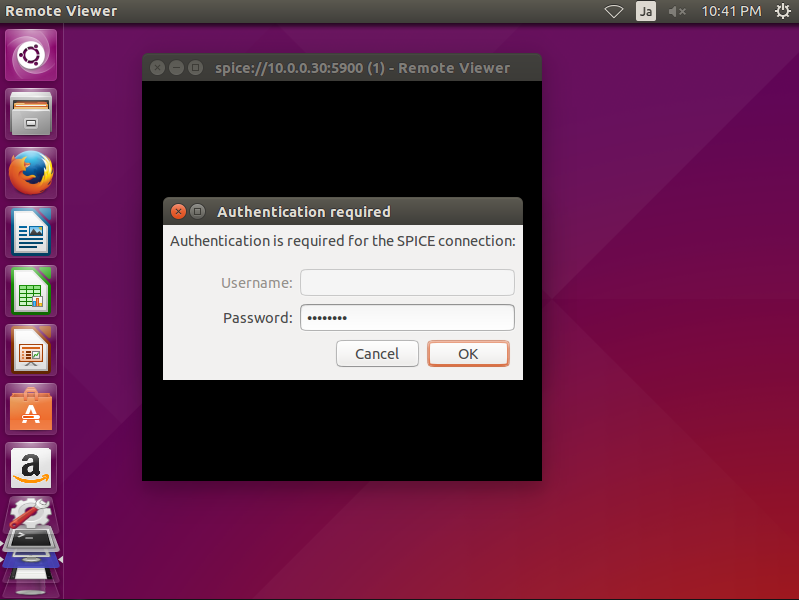 Remote Viewer
Ja
10:41 PM
spice://10.0.0.30:5900 (1) - Remote Viewer
Authentication required
Authentication is required for the SPICE connection:
Username:
Password: ••••••••
Cancel
OK